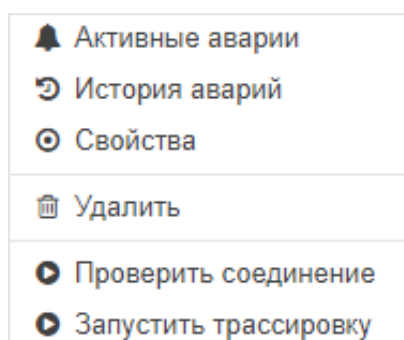 Активные аварии
История аварий
Свойства
Удалить
Проверить соединение
Запустить трассировку